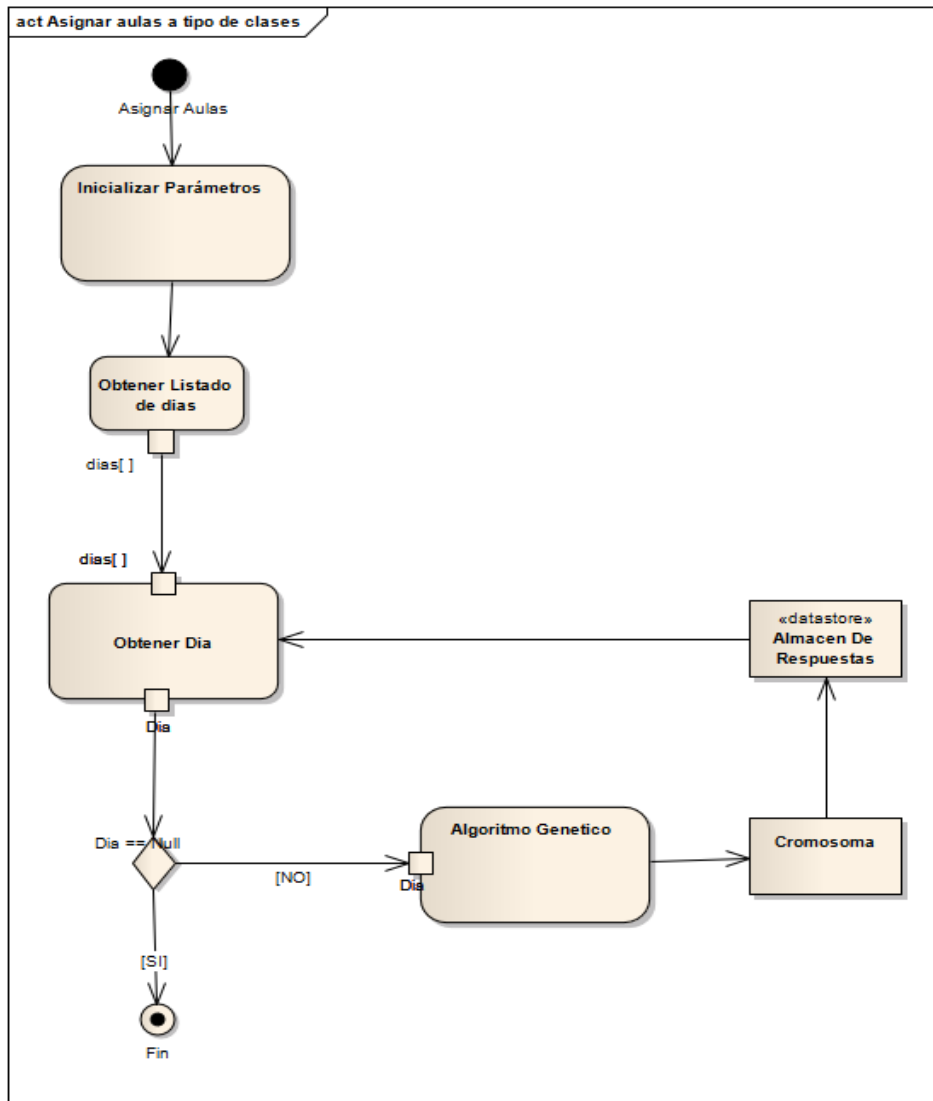 act Asignar aulas a tipo de clases
Asignar Aulas
Inicializar Parámetros
Obtener Listado
de dias
dias[ ]
dias[ ]
Obtener Dia
Dia
«datastore»
Almacen De
Respuestas
Dia == Null
[NO]
Dia
Algoritmo Genetico
Cromosoma
[SI]
Fin